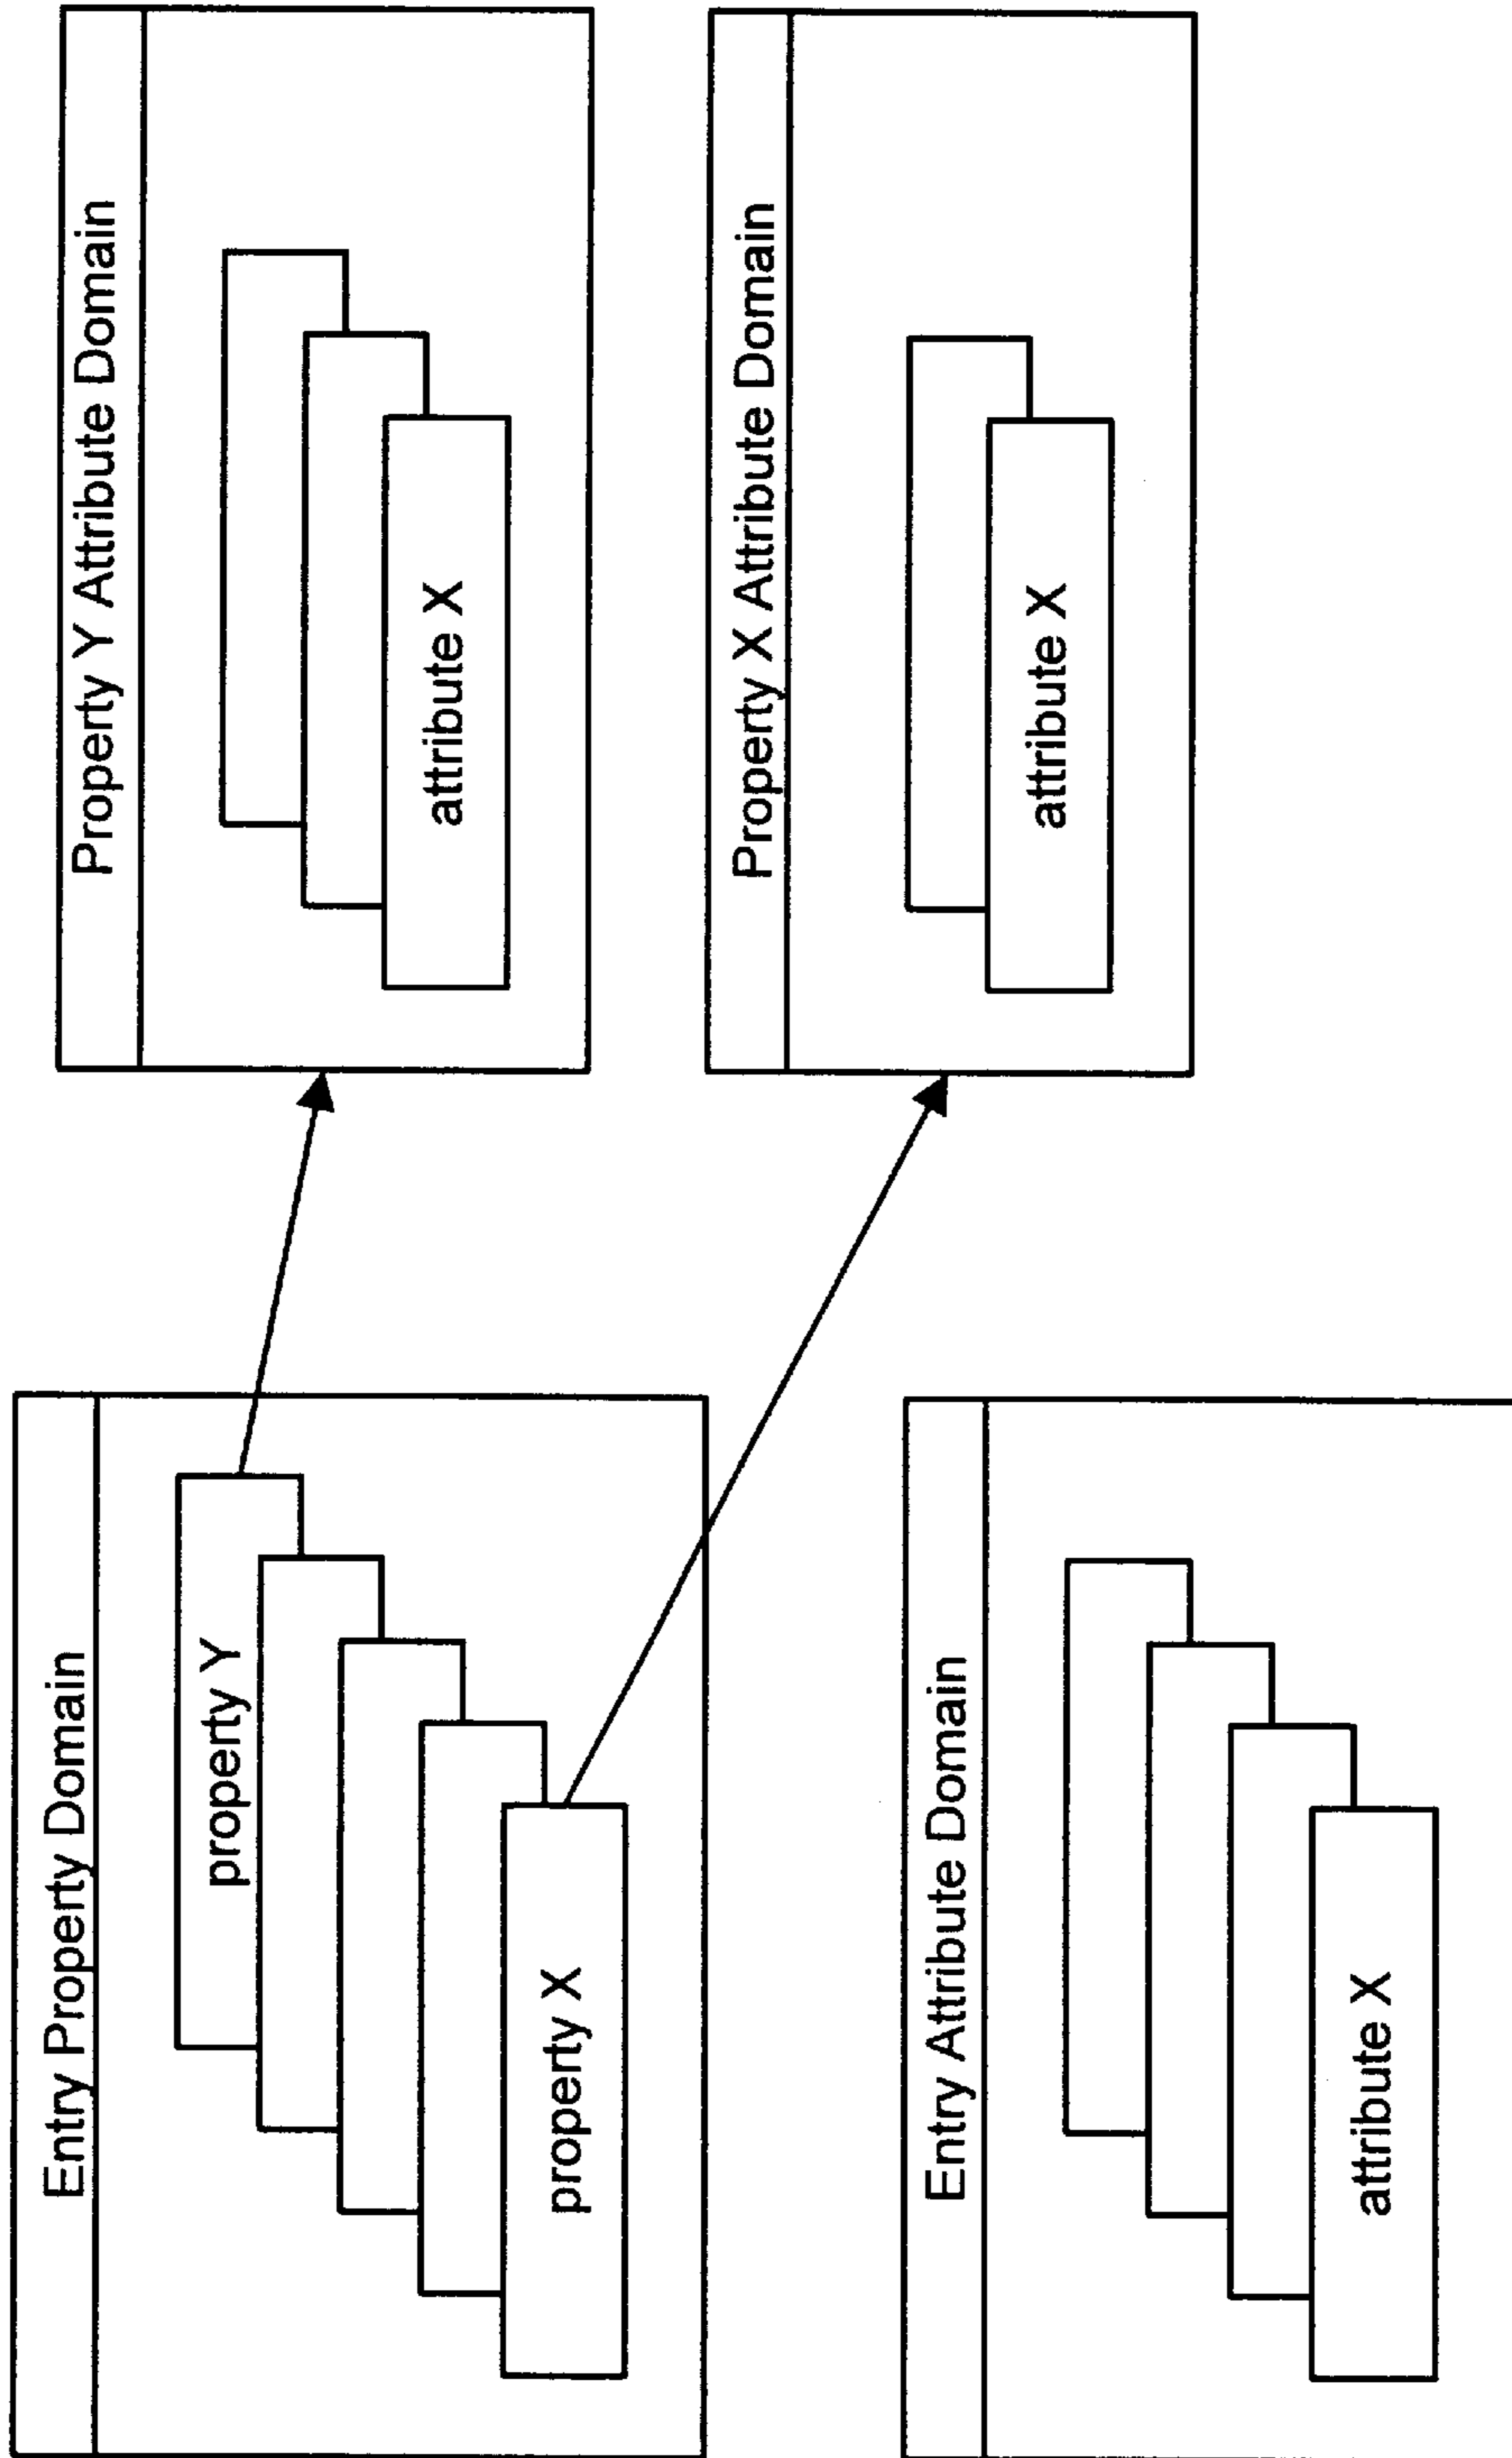 Entry Property Domain
property Y
property X
Property Y Attribute Domain
attribute X
Property X Attribute Domain
attribute X
Entry Attribute Domain
attribute X